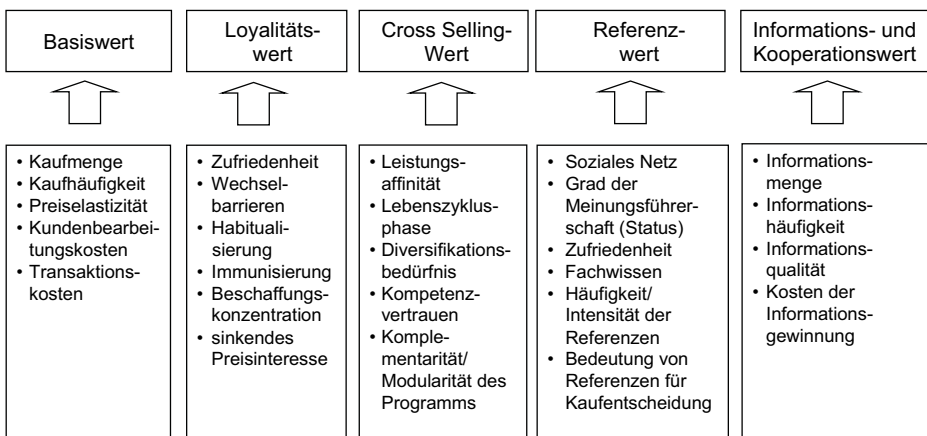 Basiswert
Loyalitäts-
wert
Cross Selling-
Wert
Referenz-
wert
Informations- und
Kooperationswert
• Kaufmenge
• Kaufhäufigkeit
• Preiselastizität
• Kundenbearbei-
tungskosten
• Transaktions-
kosten
• Zufriedenheit
• Wechsel-
barrieren
• Habituali-
sierung
• Immunisierung
• Beschaffungs-
konzentration
• sinkendes
Preisinteresse
• Leistungs-
affinität
• Lebenszyklus-
phase
• Diversifikations-
bedürfnis
• Kompetenz-
vertrauen
• Komple-
mentarität/
Modularität des
Programms
• Soziales Netz
• Grad der
Meinungsführer-
schaft (Status)
• Zufriedenheit
• Fachwissen
• Häufigkeit/
Intensität der
Referenzen
• Bedeutung von
Referenzen für
Kaufentscheidung
• Informations-
menge
• Informations-
häufigkeit
• Informations-
qualität
• Kosten der
Informations-
gewinnung